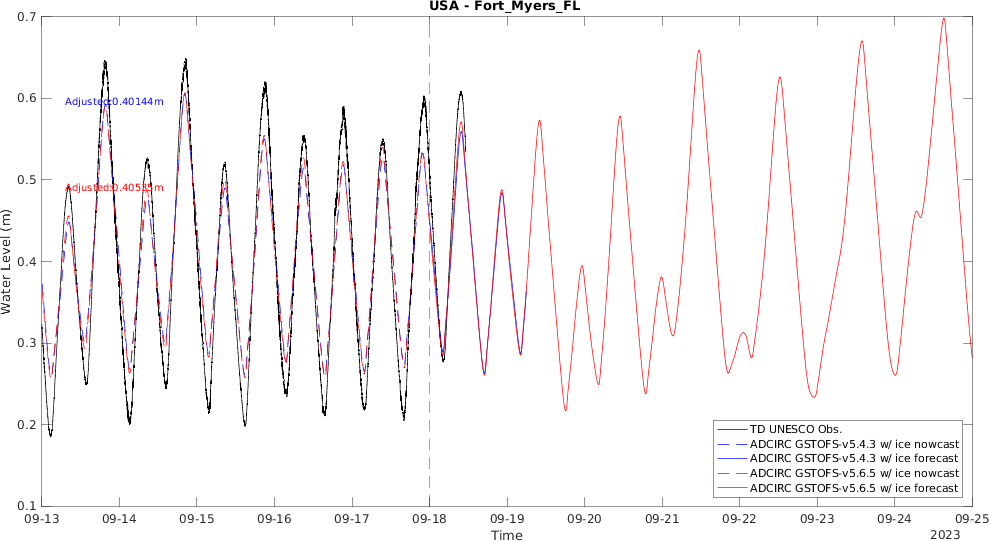 USA - Fort_Myers_FL
0.7
0.6
0.5
0.4
0.3
0.2
0.1
Water Level (m)
Adjusted:0.40144m
Adjusted:0.40535m
TD UNESCO Obs.
ADCIRC GSTOFS-v5.4.3 w/ ice nowcast
ADCIRC GSTOFS-v5.4.3 w/ ice forecast
ADCIRC GSTOFS-v5.6.5 w/ ice nowcast
ADCIRC GSTOFS-v5.6.5 w/ ice forecast
09-13 09-14 09-15 09-16 09-17 09-18 09-19 09-20 09-21 09-22 09-23 09-24 09-25
Time
2023